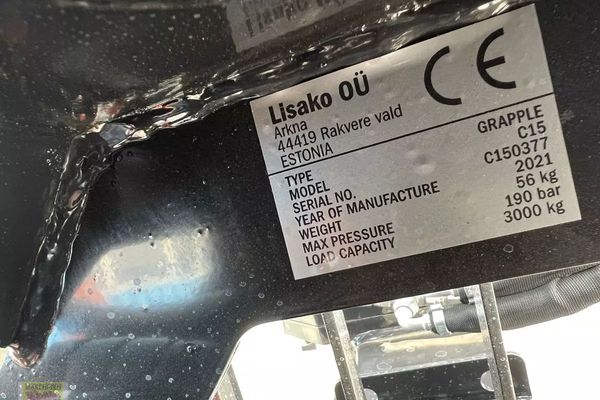 Lisako OÜ
Arkna
44419 Rakvere vald
ESTONIA
CE
TYPE GRAPPLE
MODEL C15
SERIAL NO. C150377
YEAR OF MANUFACTURE 2021
WEIGHT 56 kg
MAX PRESSURE 190 bar
LOAD CAPACITY 3000 kg